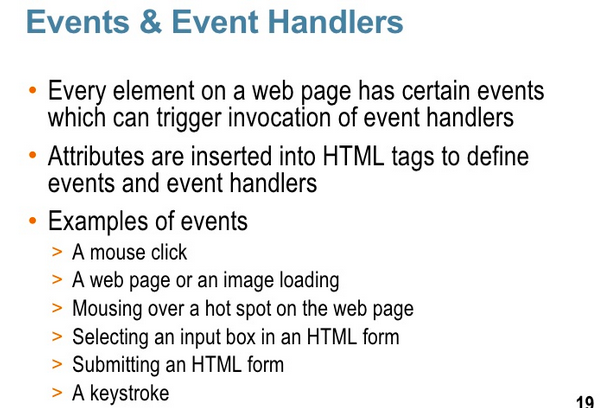 Events & Event Handlers
• Every element on a web page has certain events
which can trigger invocation of event handlers
• Attributes are inserted into HTML tags to define
events and event handlers
• Examples of events
> A mouse click
> A web page or an image loading
> Mousing over a hot spot on the web page
> Selecting an input box in an HTML form
> Submitting an HTML form
> A keystroke
19